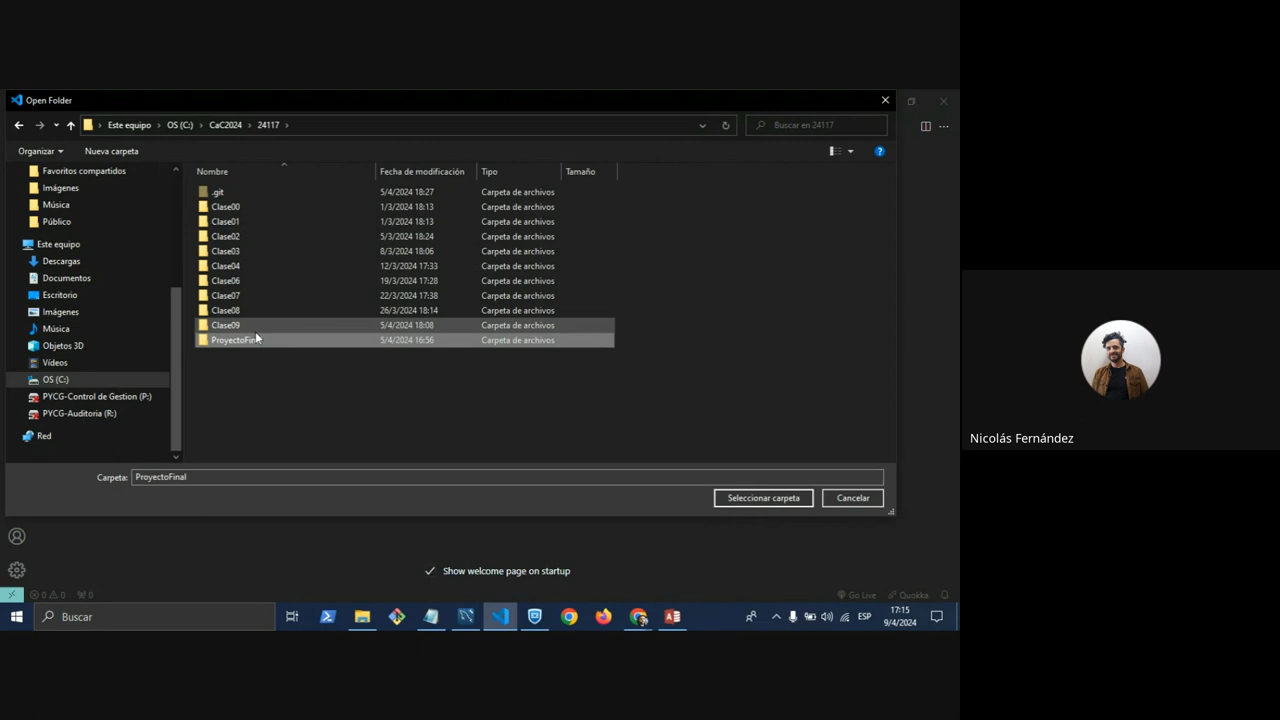 Open Folder
Este equipo > OS (C:) > CaC2024 > 24117 >
Buscar en 24117
Organizar
Nueva carpeta
Nombre
Fecha de modificación
Tipo
Tamaño
Favoritos compartidos
Imágenes
Música
Público
Este equipo
Descargas
Documentos
Escritorio
Imágenes
Música
Objetos 3D
Vídeos
OS (C:)
PYCG-Control de Gestion (P:)
PYCG-Auditoria (R:)
Red
.git 5/4/2024 18:27 Carpeta de archivos
Clase00 1/3/2024 18:13 Carpeta de archivos
Clase01 1/3/2024 18:13 Carpeta de archivos
Clase02 5/3/2024 18:24 Carpeta de archivos
Clase03 8/3/2024 18:06 Carpeta de archivos
Clase04 12/3/2024 17:33 Carpeta de archivos
Clase06 19/3/2024 17:28 Carpeta de archivos
Clase07 22/3/2024 17:38 Carpeta de archivos
Clase08 26/3/2024 18:14 Carpeta de archivos
Clase09 5/4/2024 18:08 Carpeta de archivos
ProyectoFinal 5/4/2024 16:56 Carpeta de archivos
Carpeta: ProyectoFinal
Seleccionar carpeta
Cancelar
Show welcome page on startup
0 0 0
Go Live
Quokka
Buscar
ESP
17:15
9/4/2024
Nicolás Fernández